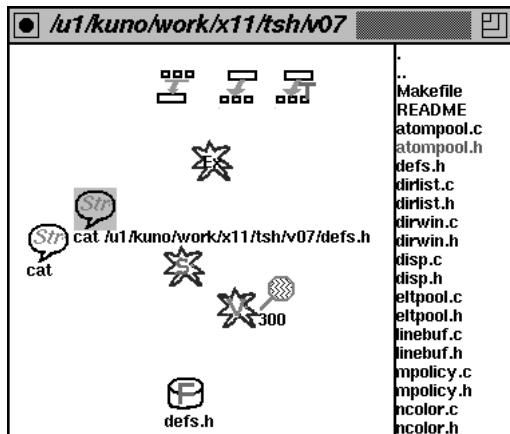 /u1/kuno/work/x11/tsh/v07
T
Ex
Str
cat /u1/kuno/work/x11/tsh/v07/defs.h
Str
cat
S
V
300
F
defs.h
.
..
Makefile
README
atompool.c
atompool.h
defs.h
dirlist.c
dirlist.h
dirwin.c
dirwin.h
disp.c
disp.h
eltpool.c
eltpool.h
linebuf.c
linebuf.h
mpolicy.c
mpolicy.h
ncolor.c
ncolor.h